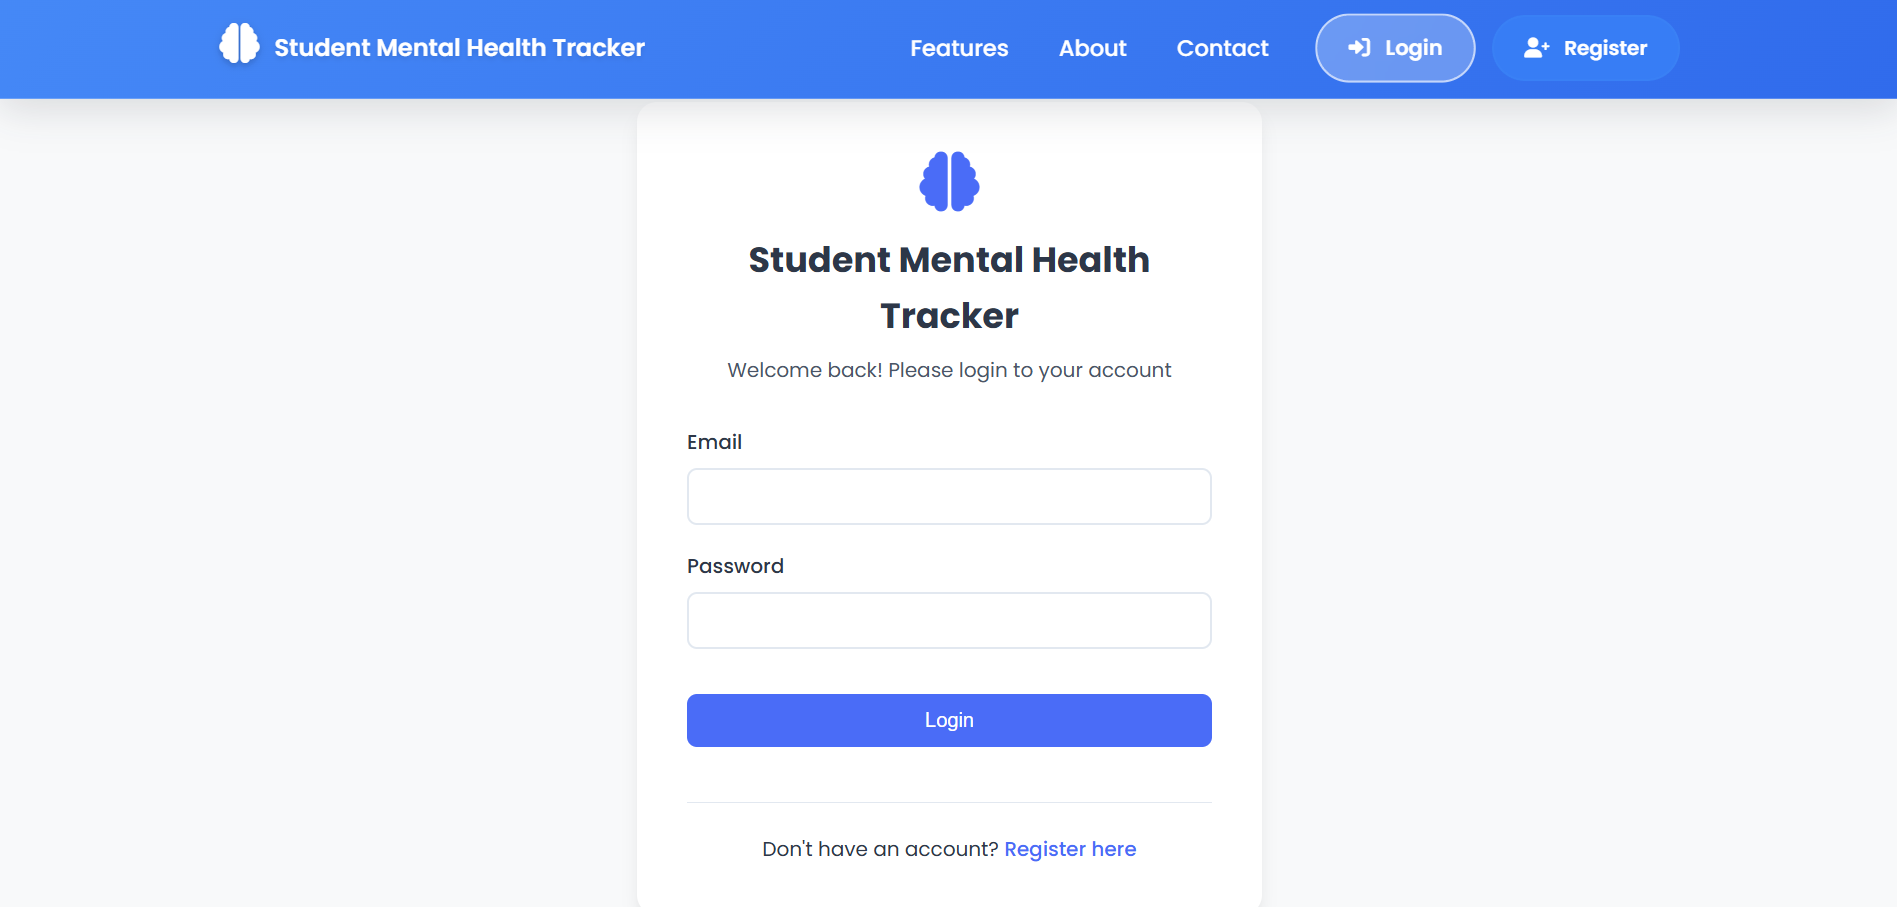 Student Mental Health Tracker
Features
About
Contact
Login
Register
Student Mental Health
Tracker
Welcome back! Please login to your account
Email
Password
Login
Don't have an account? Register here